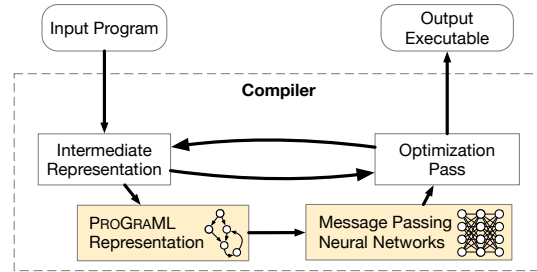 Input Program
Output
Executable
Compiler
Intermediate
Representation
Optimization
Pass
PROGRAML
Representation
Message Passing
Neural Networks